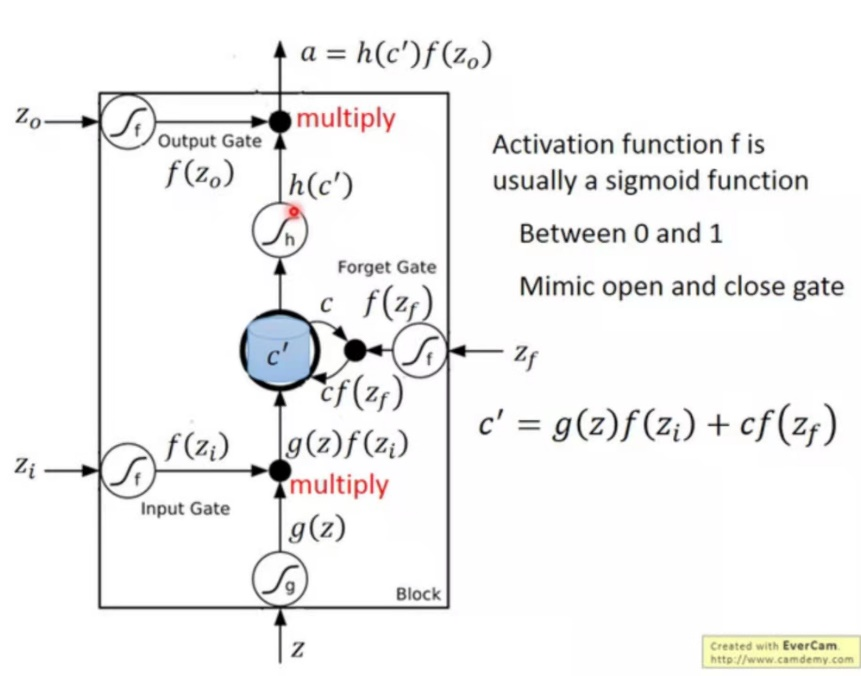 a = h(c')f(z_o)
z_o
f
multiply
Output Gate
f(z_o)
h(c')
h
Forget Gate
c
f(z_f)
c'
f
z_f
cf(z_f)
z_i
f
f(z_i)
g(z)f(z_i)
multiply
Input Gate
g(z)
g
Block
z
Activation function f is
usually a sigmoid function
Between 0 and 1
Mimic open and close gate
c' = g(z)f(z_i) + cf(z_f)
Created with EverCam.
http://www.camdemy.com